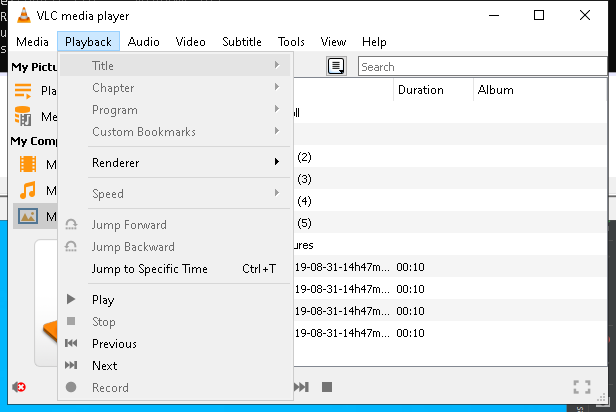 VLC media player
Media Playback Audio Video Subtitle Tools View Help
My Pictu
Title
Search
Pla
Chapter
Duration Album
Me
Program
ll
Custom Bookmarks
My Comp
(2)
M
Renderer
(3)
M
Speed
(4)
M
Jump Forward
(5)
Jump Backward
ures
Jump to Specific Time Ctrl+T
19-08-31-14h47m... 00:10
Play
19-08-31-14h47m... 00:10
Stop
19-08-31-14h47m... 00:10
Previous
19-08-31-14h47m... 00:10
Next
Record